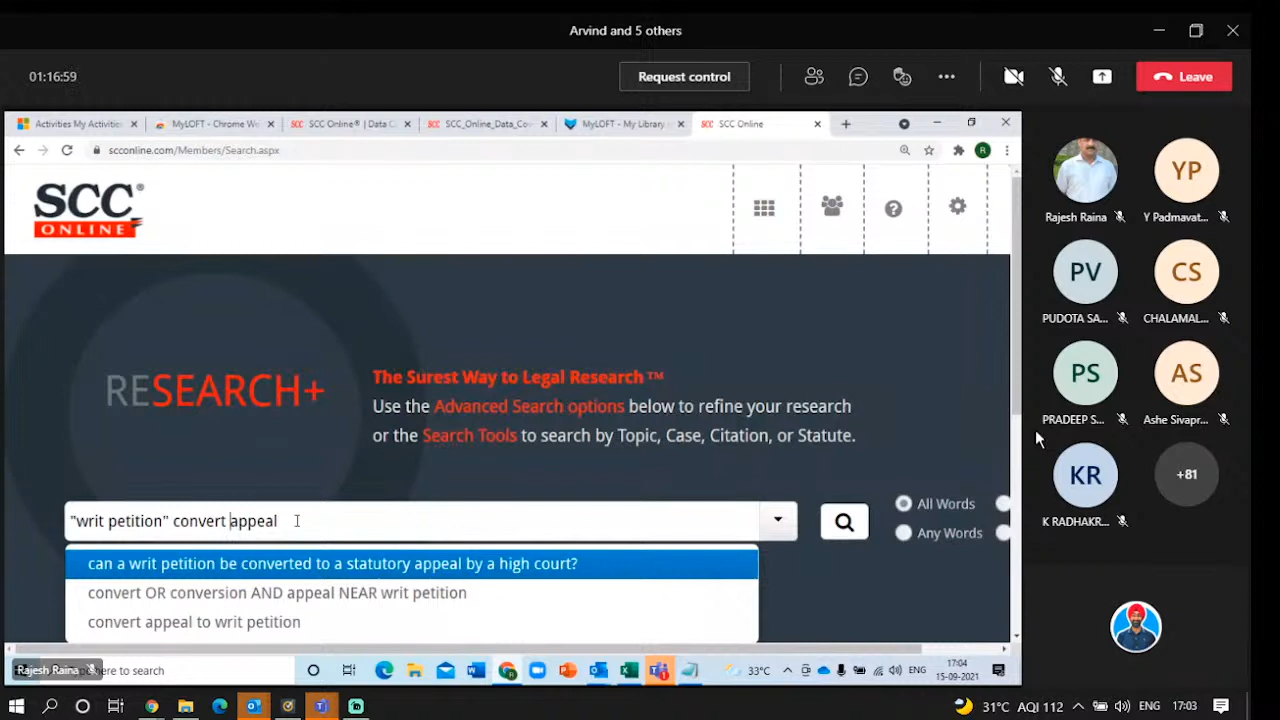 Arvind and 5 others
01:16:59
Request control
Leave
Activities My Activitie
MyLOFT - Chrome We
SCC Online® | Data C
SCC_Online_Data_Co
MyLOFT - My Library
SCC Online
scconline.com/Members/Search.aspx
SCC®
ONLINE
RESEARCH+
The Surest Way to Legal Research™
Use the Advanced Search options below to refine your research
or the Search Tools to search by Topic, Case, Citation, or Statute.
"writ petition" convert appeal
All Words
Any Words
can a writ petition be converted to a statutory appeal by a high court?
convert OR conversion AND appeal NEAR writ petition
convert appeal to writ petition
Rajesh Raina
YP
Y Padmavat...
PV
PUDOTA SA...
CS
CHALAMAL...
PS
PRADEEP S...
AS
Ashe Sivapr...
KR
K RADHAKR...
+81
Rajesh Raina
here to search
33°C
ENG
17:04
15-09-2021
31°C AQI 112
ENG
17:03